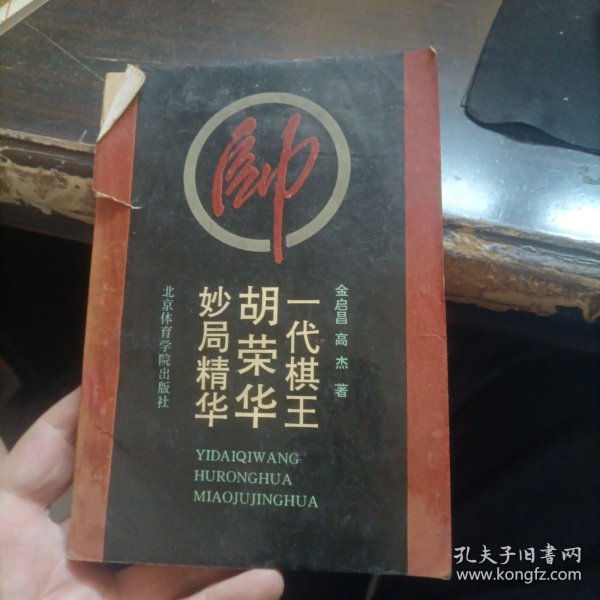 帥
一代棋王
胡荣华
妙局精华
金启昌 高杰 著
北京体育学院出版社
YIDAIQIWANG
HURONGHUA
MIAOJUJINGHUA
孔夫子旧书网
www.kongfz.com